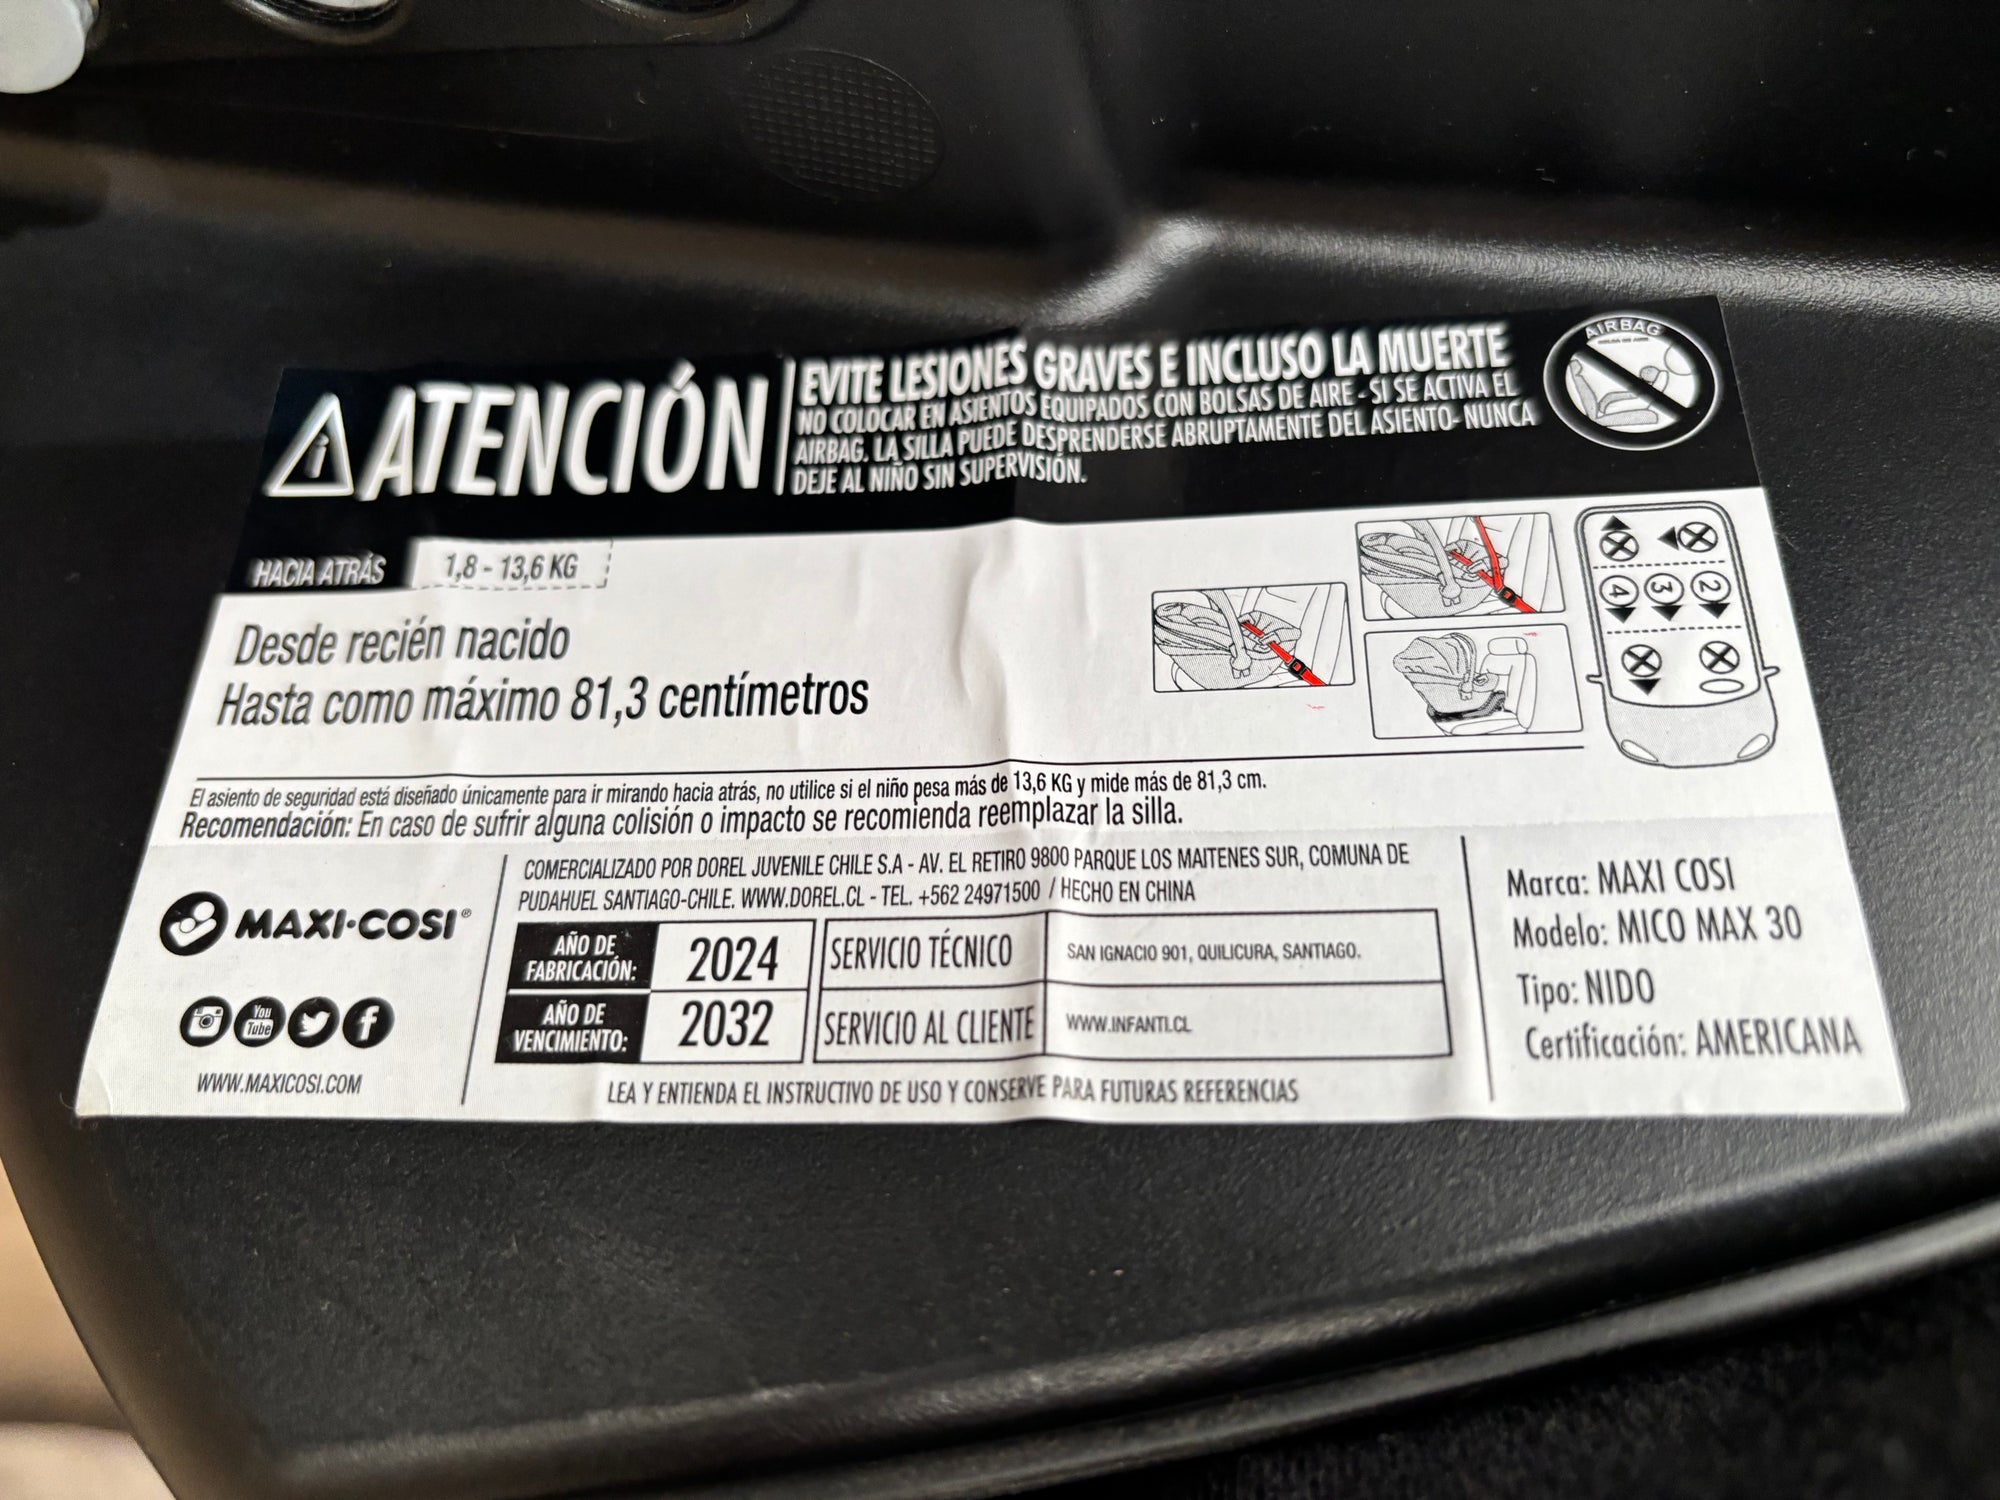 ATENCIÓN
EVITE LESIONES GRAVES E INCLUSO LA MUERTE
NO COLOCAR EN ASIENTOS EQUIPADOS CON BOLSAS DE AIRE - SI SE ACTIVA EL
AIRBAG. LA SILLA PUEDE DESPRENDERSE ABRUPTAMENTE DEL ASIENTO- NUNCA
DEJE AL NIÑO SIN SUPERVISIÓN.
AIRBAG
HACIA ATRÁS
1,8 - 13,6 KG
Desde recién nacido
Hasta como máximo 81,3 centímetros
4 3 2
El asiento de seguridad está diseñado únicamente para ir mirando hacia atrás, no utilice si el niño pesa más de 13,6 KG y mide más de 81,3 cm.
Recomendación: En caso de sufrir alguna colisión o impacto se recomienda reemplazar la silla.
MAXI·COSI®
You Tube
WWW.MAXICOSI.COM
COMERCIALIZADO POR DOREL JUVENILE CHILE S.A - AV. EL RETIRO 9800 PARQUE LOS MAITENES SUR, COMUNA DE
PUDAHUEL SANTIAGO-CHILE. WWW.DOREL.CL - TEL. +562 24971500 / HECHO EN CHINA
AÑO DE
FABRICACIÓN:
2024
SERVICIO TÉCNICO
SAN IGNACIO 901, QUILICURA, SANTIAGO.
AÑO DE
VENCIMIENTO:
2032
SERVICIO AL CLIENTE
WWW.INFANTI.CL
LEA Y ENTIENDA EL INSTRUCTIVO DE USO Y CONSERVE PARA FUTURAS REFERENCIAS
Marca: MAXI COSI
Modelo: MICO MAX 30
Tipo: NIDO
Certificación: AMERICANA